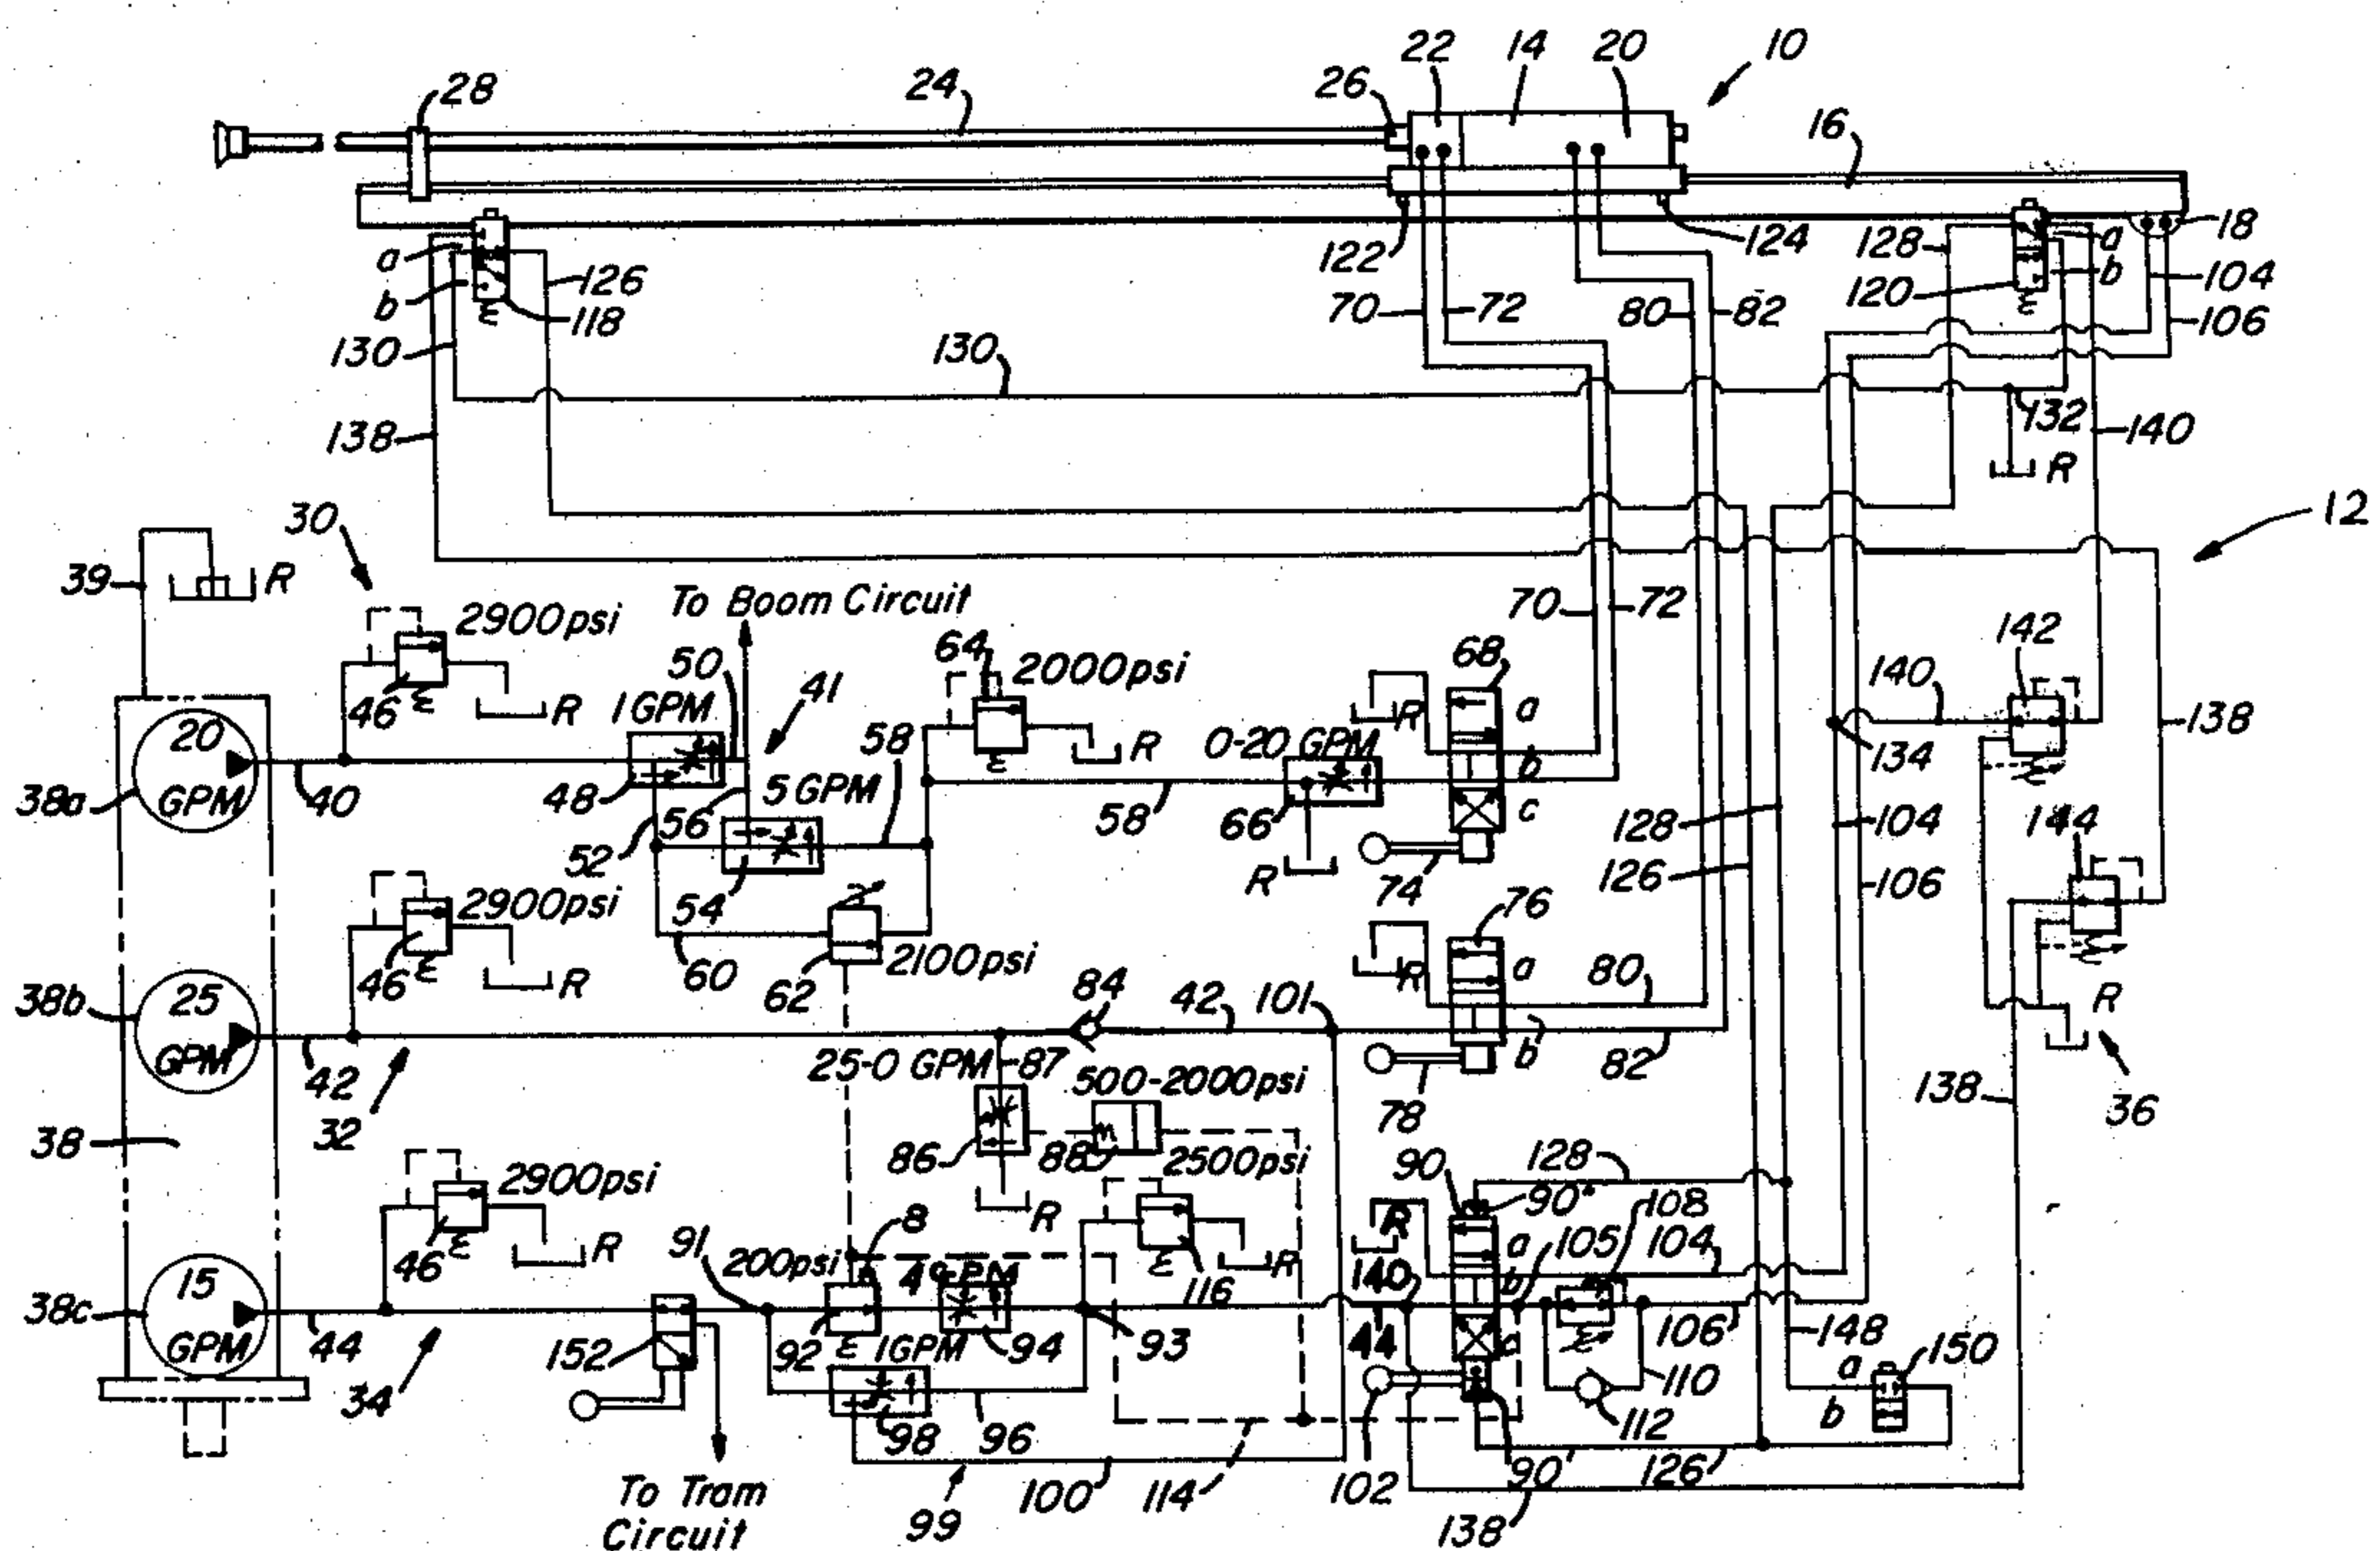 22 14 20 10
28 24 26 16
122 124 128 a 18
a 126 b 104
b 118 70 72 80 82 120 106
130 130
138 132 140
R
30 12
39 R To Boom Circuit
2900psi 70 72 142
50 64 2000psi 68
46 R 1 GPM 41 R a 140 138
20 58 0-20 GPM b 134
38a GPM 40 48 56 5 GPM 58 66 c 128 104 144
52 R 74 126 106
2900psi 54 76
46 R 60 62 2100psi R a 80
38b 25 84 42 101 R
GPM 42 25-0 GPM 87 b 82
32 500-2000psi 78 138 36
38 86 88 2500psi 90 128
2900psi R 90" 108
46 R 91 8 R a 105 104
15 200psi 4GPM 116 R 140 b
38c GPM 44 152 92 1GPM 94 93 44 c 106 148 a 150
34 98 96 102 110 112 b
To Tram 99 100 114 90' 126
Circuit 138